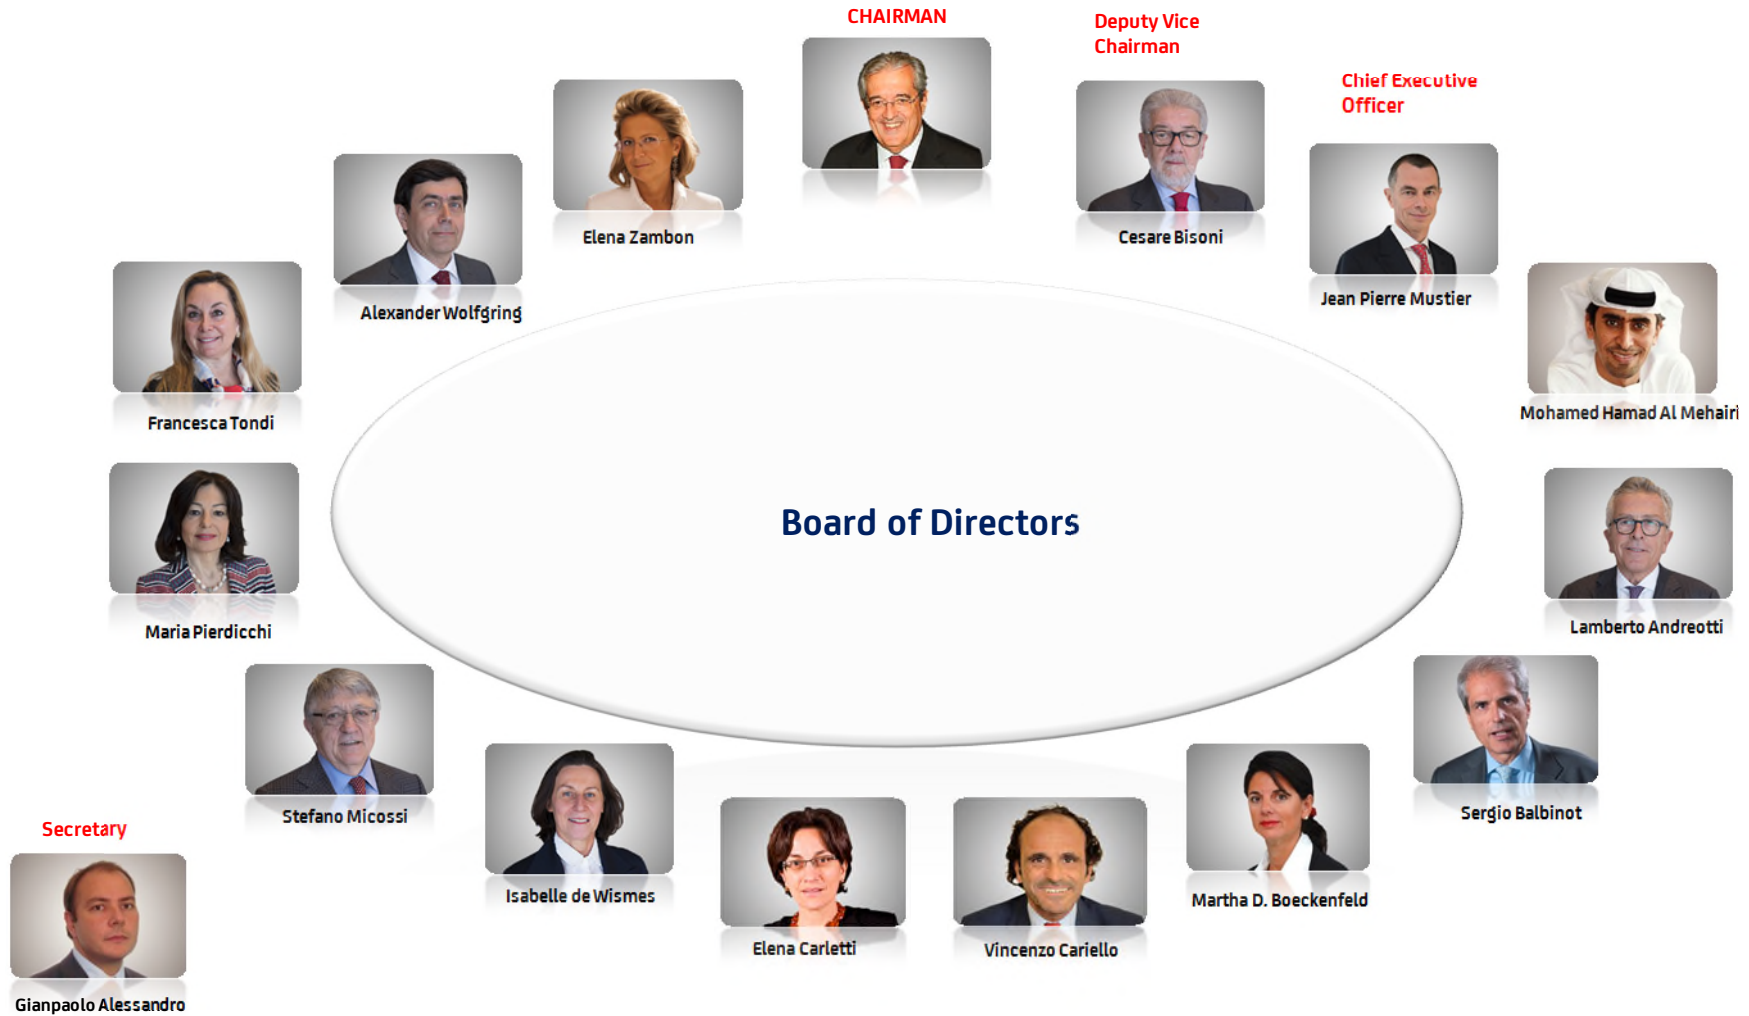 CHAIRMAN
Deputy Vice
Chairman
Chief Executive
Officer
Elena Zambon
Cesare Bisoni
Jean Pierre Mustier
Alexander Wolfgring
Mohamed Hamad Al Mehairi
Francesca Tondi
Board of Directors
Maria Pierdicchi
Lamberto Andreotti
Stefano Micossi
Sergio Balbinot
Secretary
Isabelle de Wismes
Martha D. Boeckenfeld
Elena Carletti
Vincenzo Cariello
Gianpaolo Alessandro